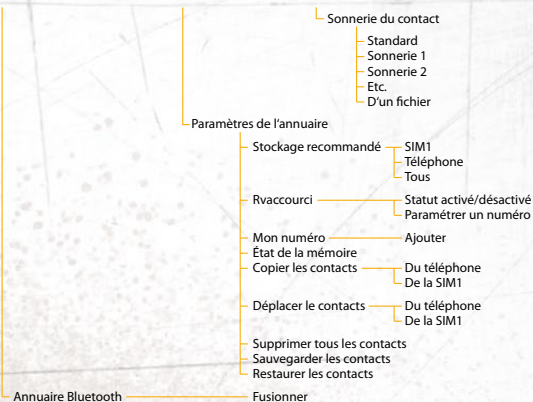 Sonnerie du contact
Standard
Sonnerie 1
Sonnerie 2
Etc.
D'un fichier
Paramètres de l'annuaire
Stockage recommandé
SIM1
Téléphone
Tous
Rvaccourci
Statut activé/désactivé
Paramétrer un numéro
Mon numéro
Ajouter
État de la mémoire
Copier les contacts
Du téléphone
De la SIM1
Déplacer le contacts
Du téléphone
De la SIM1
Supprimer tous les contacts
Sauvegarder les contacts
Restaurer les contacts
Annuaire Bluetooth
Fusionner